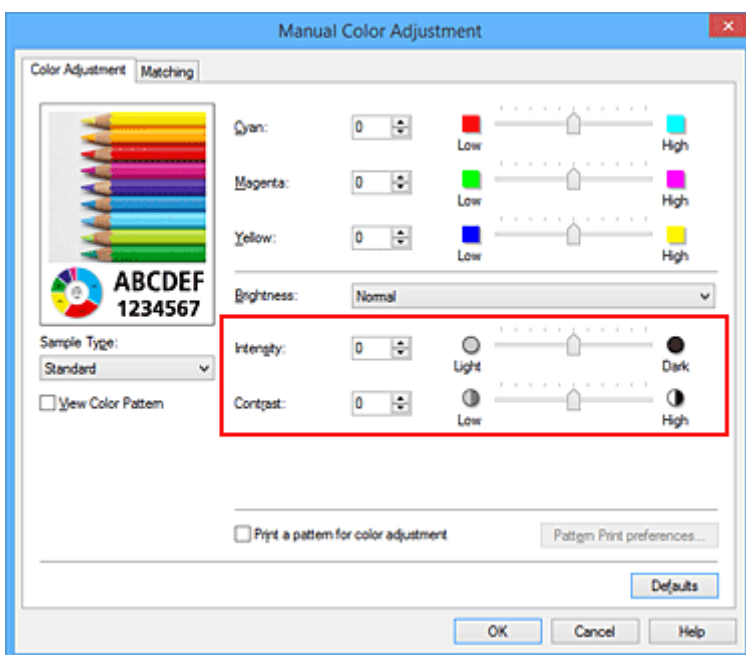 Manual Color Adjustment
Color Adjustment Matching
Cyan: 0 Low High
Magenta: 0 Low High
Yellow: 0 Low High
ABCDEF
1234567
Brightness: Normal
Sample Type:
Standard
View Color Pattern
Intensity: 0 Light Dark
Contrast: 0 Low High
Print a pattern for color adjustment Pattern Print preferences...
Defaults
OK Cancel Help